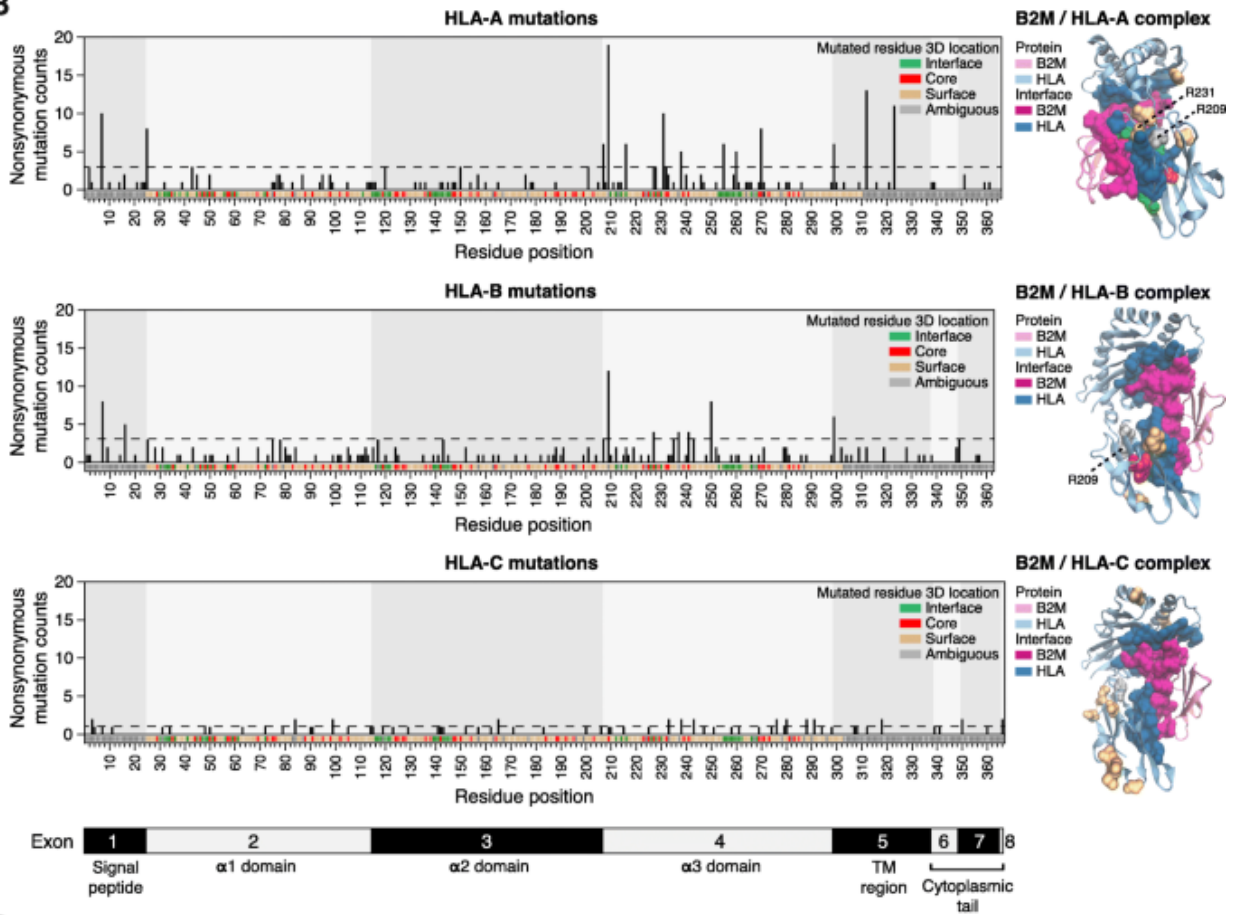 B
HLA-A mutations
Nonsynonymous
mutation counts
20
15
10
5
0
Mutated residue 3D location
Interface
Core
Surface
Ambiguous
10 20 30 40 50 60 70 80 90 100 110 120 130 140 150 160 170 180 190 200 210 220 230 240 250 260 270 280 290 300 310 320 330 340 350 360
Residue position
B2M / HLA-A complex
Protein
B2M
HLA
Interface
B2M
HLA
R231
R209
HLA-B mutations
Nonsynonymous
mutation counts
20
15
10
5
0
Mutated residue 3D location
Interface
Core
Surface
Ambiguous
10 20 30 40 50 60 70 80 90 100 110 120 130 140 150 160 170 180 190 200 210 220 230 240 250 260 270 280 290 300 310 320 330 340 350 360
Residue position
B2M / HLA-B complex
Protein
B2M
HLA
Interface
B2M
HLA
R209
HLA-C mutations
Nonsynonymous
mutation counts
20
15
10
5
0
Mutated residue 3D location
Interface
Core
Surface
Ambiguous
10 20 30 40 50 60 70 80 90 100 110 120 130 140 150 160 170 180 190 200 210 220 230 240 250 260 270 280 290 300 310 320 330 340 350 360
Residue position
B2M / HLA-C complex
Protein
B2M
HLA
Interface
B2M
HLA
Exon 1 2 3 4 5 6 7 8
Signal
peptide
α1 domain
α2 domain
α3 domain
TM
region
Cytoplasmic
tail